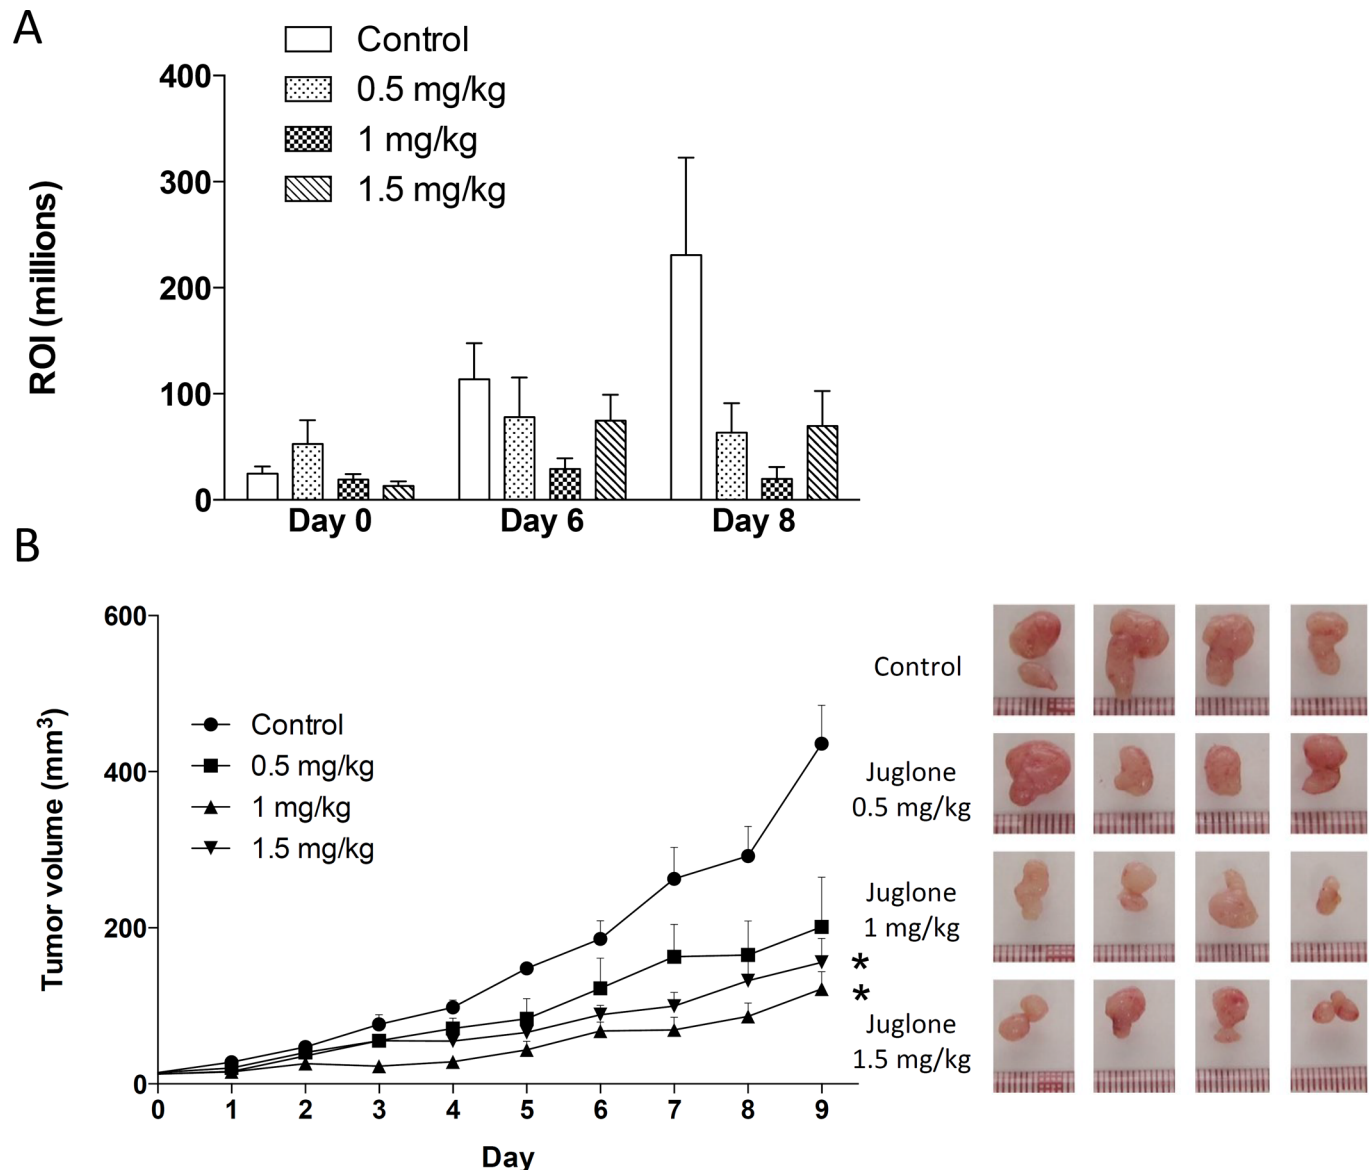 A
Control
0.5 mg/kg
1 mg/kg
1.5 mg/kg
400
300
200
100
0
ROI (millions)
Day 0
Day 6
Day 8
B
600
400
200
0
Tumor volume (mm³)
Control
0.5 mg/kg
1 mg/kg
1.5 mg/kg
*
*
0 1 2 3 4 5 6 7 8 9
Day
Control
Juglone
0.5 mg/kg
Juglone
1 mg/kg
Juglone
1.5 mg/kg